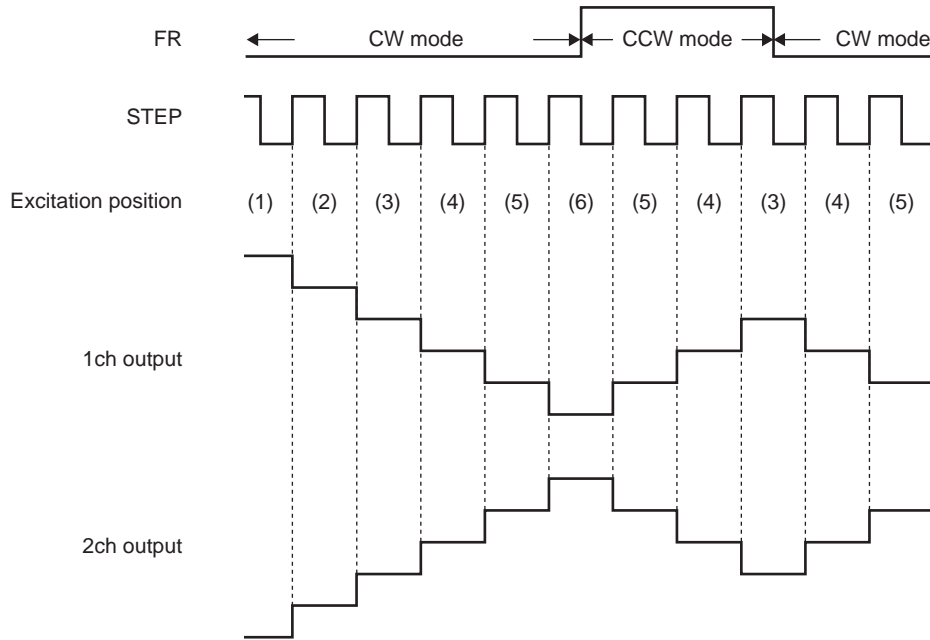 FR
CW mode
CCW mode
CW mode
STEP
Excitation position
(1) (2) (3) (4) (5) (6) (5) (4) (3) (4) (5)
1ch output
2ch output